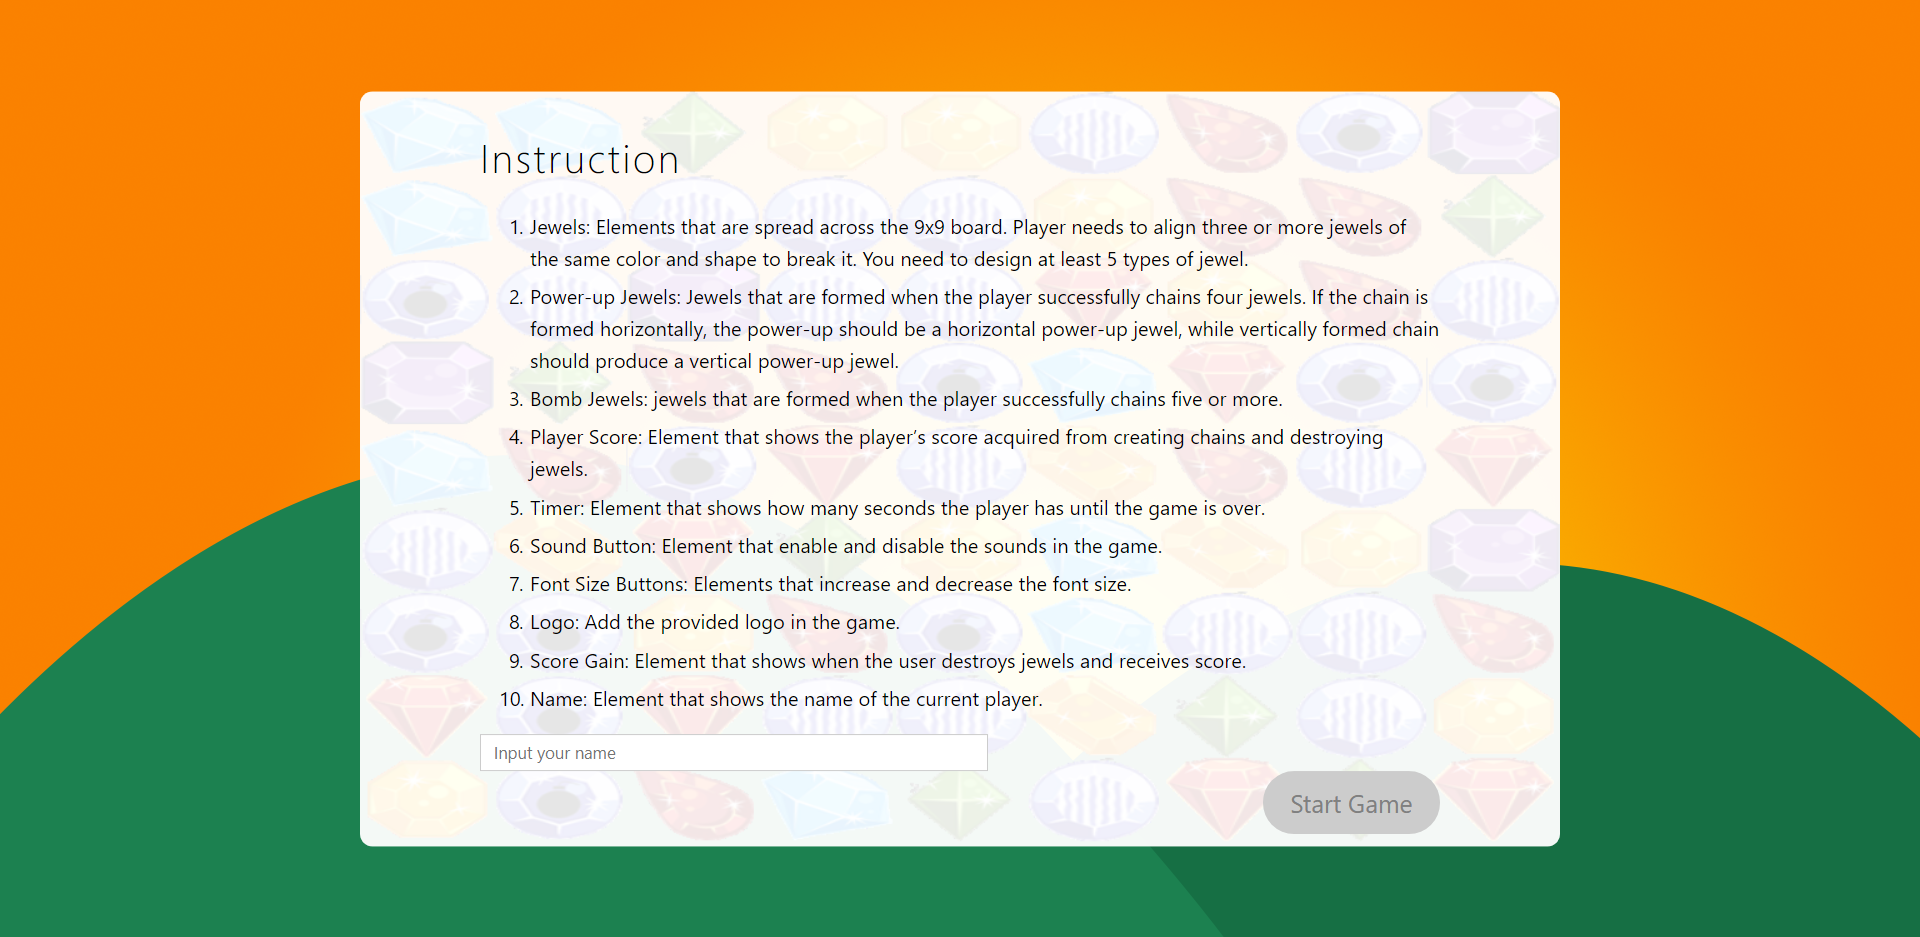 Instruction
1. Jewels: Elements that are spread across the 9x9 board. Player needs to align three or more jewels of
the same color and shape to break it. You need to design at least 5 types of jewel.
2. Power-up Jewels: Jewels that are formed when the player successfully chains four jewels. If the chain is
formed horizontally, the power-up should be a horizontal power-up jewel, while vertically formed chain
should produce a vertical power-up jewel.
3. Bomb Jewels: jewels that are formed when the player successfully chains five or more.
4. Player Score: Element that shows the player’s score acquired from creating chains and destroying
jewels.
5. Timer: Element that shows how many seconds the player has until the game is over.
6. Sound Button: Element that enable and disable the sounds in the game.
7. Font Size Buttons: Elements that increase and decrease the font size.
8. Logo: Add the provided logo in the game.
9. Score Gain: Element that shows when the user destroys jewels and receives score.
10. Name: Element that shows the name of the current player.
Input your name
Start Game